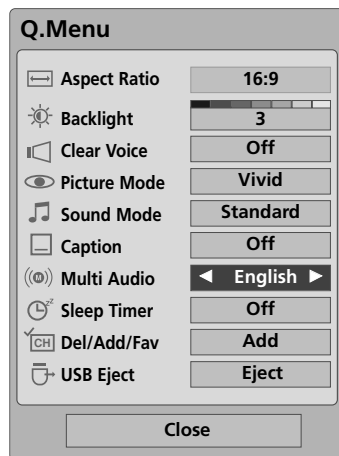 Q.Menu
Aspect Ratio 16:9
Backlight 3
Clear Voice Off
Picture Mode Vivid
Sound Mode Standard
Caption Off
Multi Audio ◀ English ▶
Sleep Timer Off
CH Del/Add/Fav Add
USB Eject Eject
Close